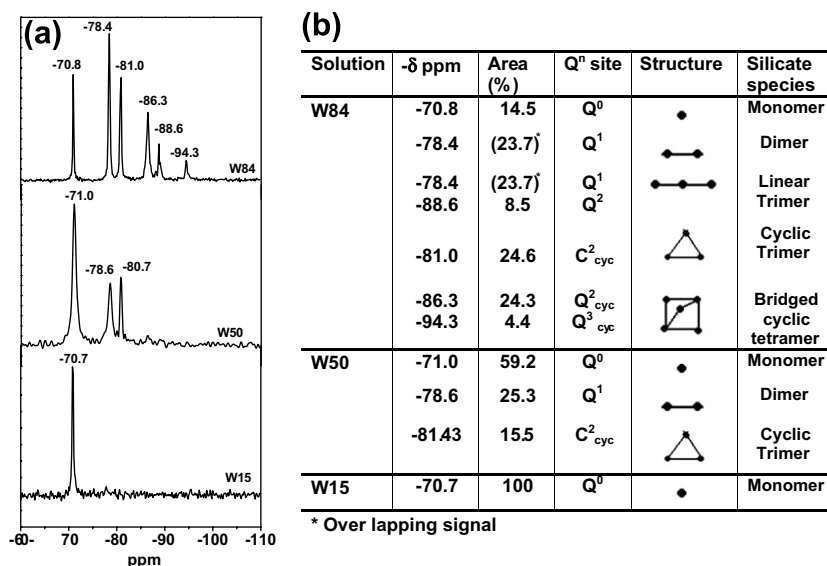 (a)
-78.4
-70.8
-81.0
-86.3
-88.6
-94.3
W84
-71.0
-78.6
-80.7
W50
-70.7
W15
-60- 70 -80 -90 -100 -110
ppm
(b)
Solution -δ ppm Area (%) Qⁿ site Structure Silicate species
W84 -70.8 14.5 Q⁰ Monomer
-78.4 (23.7)* Q¹ Dimer
-78.4 (23.7)* Q¹ Linear
-88.6 8.5 Q² Trimer
-81.0 24.6 C²cyc Cyclic Trimer
-86.3 24.3 Q²cyc Bridged
-94.3 4.4 Q³cyc cyclic
tetramer
W50 -71.0 59.2 Q⁰ Monomer
-78.6 25.3 Q¹ Dimer
-81.43 15.5 C²cyc Cyclic
Trimer
W15 -70.7 100 Q⁰ Monomer
* Over lapping signal